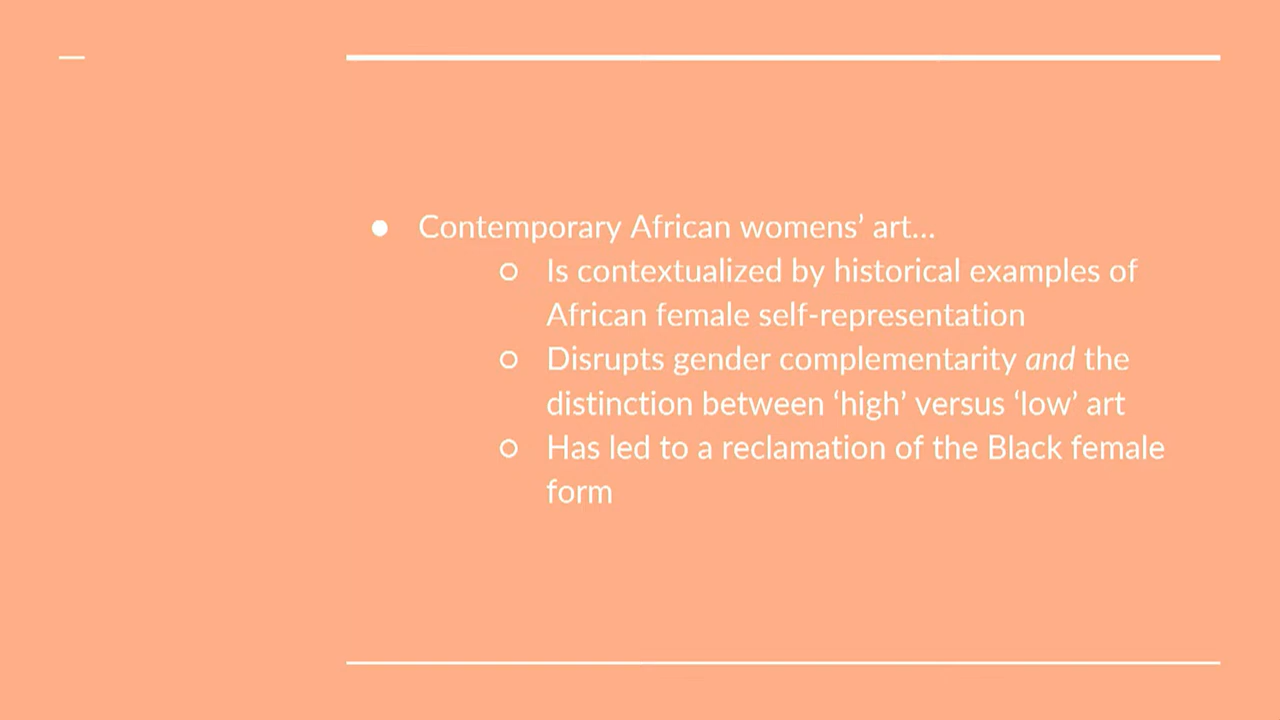 ● Contemporary African womens’ art...
○ Is contextualized by historical examples of
African female self-representation
○ Disrupts gender complementarity and the
distinction between ‘high’ versus ‘low’ art
○ Has led to a reclamation of the Black female
form